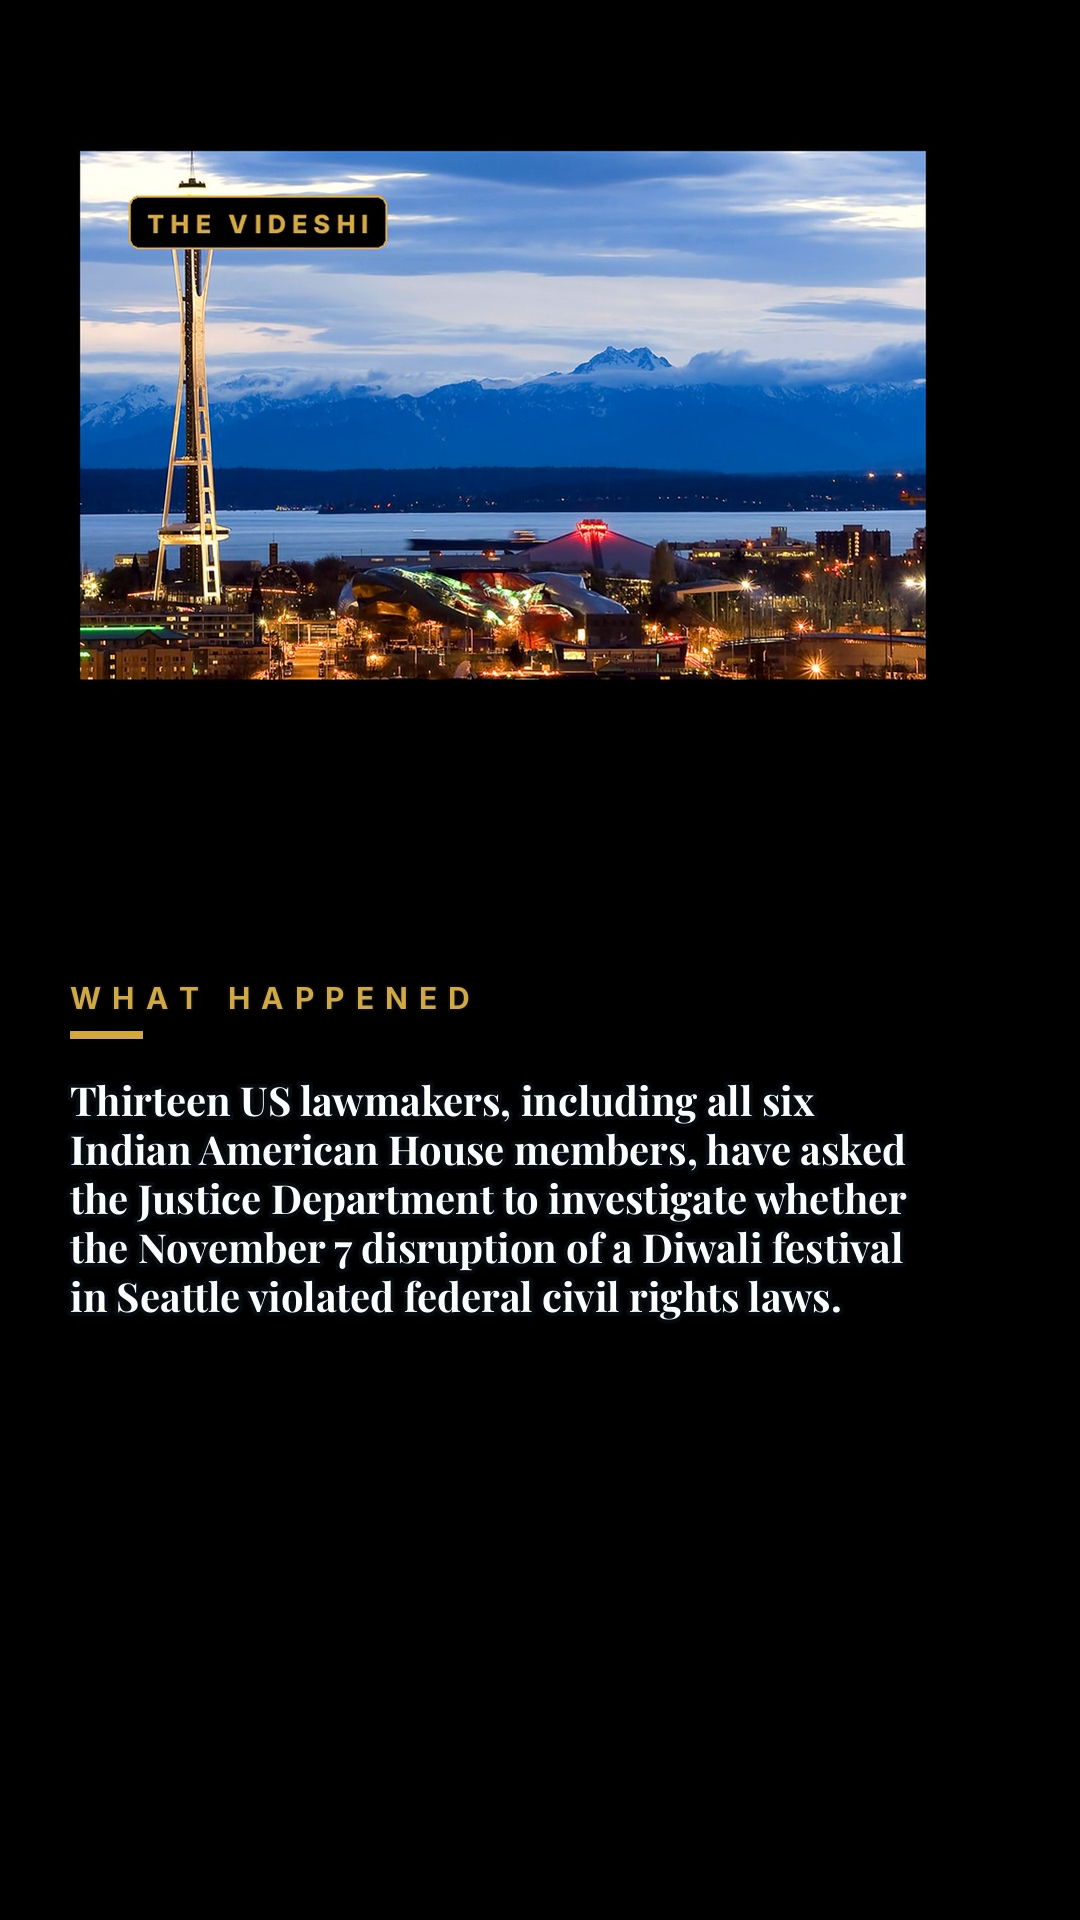 THE VIDESHI
WHAT HAPPENED
Thirteen US lawmakers, including all six
Indian American House members, have asked
the Justice Department to investigate whether
the November 7 disruption of a Diwali festival
in Seattle violated federal civil rights laws.